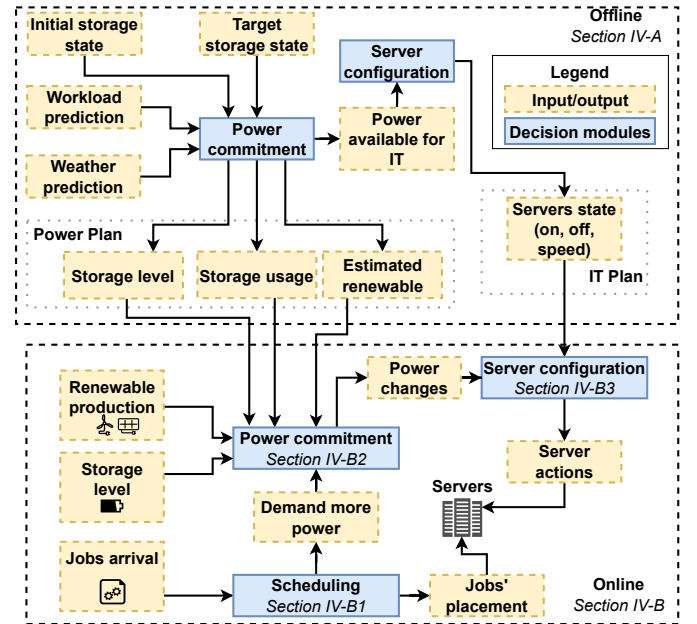 Initial storage
state
Target
storage state
Offline
Section IV-A
Server
configuration
Legend
Input/output
Decision modules
Workload
prediction
Power
commitment
Power
available for
IT
Weather
prediction
Servers state
(on, off,
speed)
Power Plan
Storage level
Storage usage
Estimated
renewable
IT Plan
Renewable
production
Power
changes
Server configuration
Section IV-B3
Power commitment
Section IV-B2
Storage
level
Server
actions
Servers
Demand more
power
Jobs arrival
Scheduling
Section IV-B1
Jobs'
placement
Online
Section IV-B